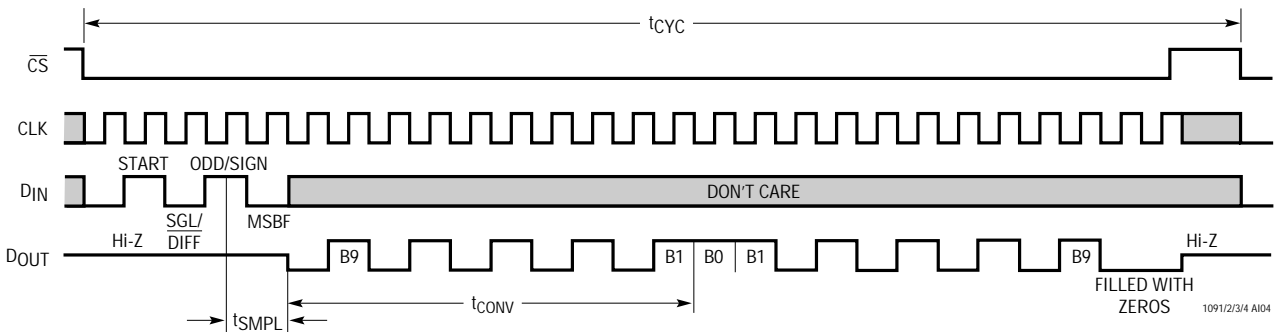 tCYC
CS
CLK
START ODD/SIGN
DIN
DON'T CARE
SGL/
DIFF
MSBF
Hi-Z
Hi-Z
DOUT
B9 B1 B0 B1 B9
FILLED WITH
ZEROS
tCONV
tSMPL
1091/2/3/4 AI04